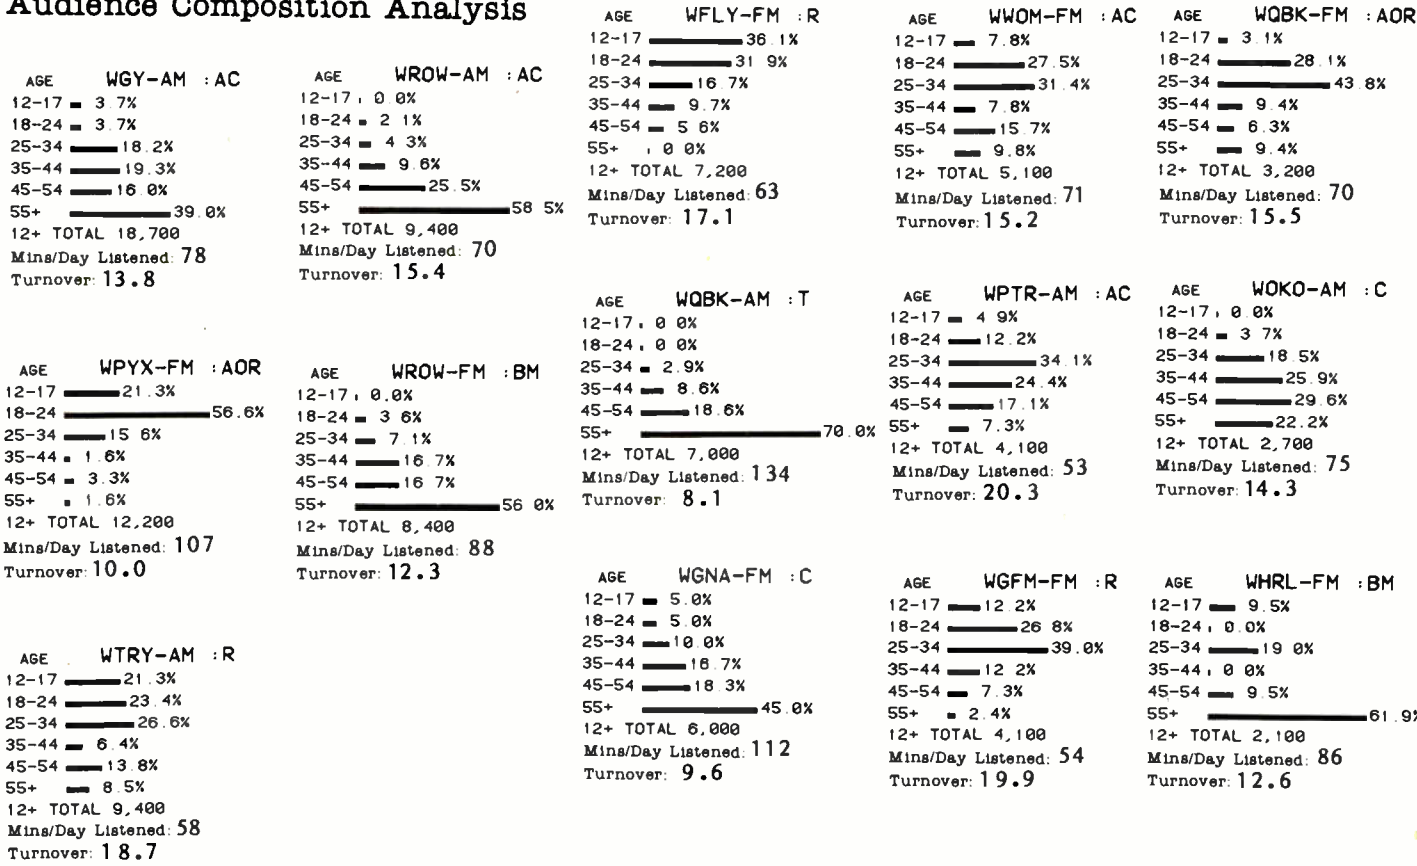 Audience Composition Analysis
AGE WGY-AM :AC
12-17 3.7%
18-24 3.7%
25-34 18.2%
35-44 19.3%
45-54 16.0%
55+ 39.0%
12+ TOTAL 18,700
Mins/Day Listened: 78
Turnover: 13.8
AGE WROW-AM :AC
12-17 0.0%
18-24 2 1%
25-34 4 3%
35-44 9.6%
45-54 25.5%
55+ 58 5%
12+ TOTAL 9,400
Mins/Day Listened: 70
Turnover: 15.4
AGE WPYX-FM :AOR
12-17 21.3%
18-24 56.6%
25-34 15 6%
35-44 1.6%
45-54 3.3%
55+ 1.6%
12+ TOTAL 12,200
Mins/Day Listened: 107
Turnover: 10.0
AGE WROW-FM :BM
12-17 0.0%
18-24 3 6%
25-34 7 1%
35-44 16.7%
45-54 16 7%
55+ 56 0%
12+ TOTAL 8,400
Mins/Day Listened: 88
Turnover: 12.3
AGE WTRY-AM :R
12-17 21.3%
18-24 23.4%
25-34 26.6%
35-44 6 4%
45-54 13.8%
55+ 8.5%
12+ TOTAL 9,400
Mins/Day Listened: 58
Turnover: 18.7
AGE WFLY-FM :R
12-17 36.1%
18-24 31 9%
25-34 16.7%
35-44 9.7%
45-54 5 6%
55+ 0 0%
12+ TOTAL 7,200
Mins/Day Listened: 63
Turnover: 17.1
AGE WWOM-FM :AC
12-17 7.8%
18-24 27.5%
25-34 31.4%
35-44 7.8%
45-54 15.7%
55+ 9.8%
12+ TOTAL 5,100
Mins/Day Listened: 71
Turnover: 15.2
AGE WQBK-FM :AOR
12-17 3.1%
18-24 28.1%
25-34 43.8%
35-44 9.4%
45-54 6.3%
55+ 9.4%
12+ TOTAL 3,200
Mins/Day Listened: 70
Turnover: 15.5
AGE WQBK-AM :T
12-17 0 0%
18-24 0 0%
25-34 2.9%
35-44 8.6%
45-54 18.6%
55+ 70.0%
12+ TOTAL 7,000
Mins/Day Listened: 134
Turnover: 8.1
AGE WPTR-AM :AC
12-17 4 9%
18-24 12.2%
25-34 34.1%
35-44 24.4%
45-54 17.1%
55+ 7.3%
12+ TOTAL 4,100
Mins/Day Listened: 53
Turnover: 20.3
AGE WOKO-AM :C
12-17 0.0%
18-24 3 7%
25-34 18.5%
35-44 25.9%
45-54 29.6%
55+ 22.2%
12+ TOTAL 2,700
Mins/Day Listened: 75
Turnover: 14.3
AGE WGNA-FM :C
12-17 5.0%
18-24 5.0%
25-34 10.0%
35-44 16.7%
45-54 18.3%
55+ 45.0%
12+ TOTAL 6,000
Mins/Day Listened: 112
Turnover: 9.6
AGE WGFM-FM :R
12-17 12.2%
18-24 26 8%
25-34 39.0%
35-44 12 2%
45-54 7.3%
55+ 2.4%
12+ TOTAL 4,100
Mins/Day Listened: 54
Turnover: 19.9
AGE WHRL-FM :BM
12-17 9.5%
18-24 0.0%
25-34 19 0%
35-44 0 0%
45-54 9.5%
55+ 61.9%
12+ TOTAL 2,100
Mins/Day Listened: 86
Turnover: 12.6